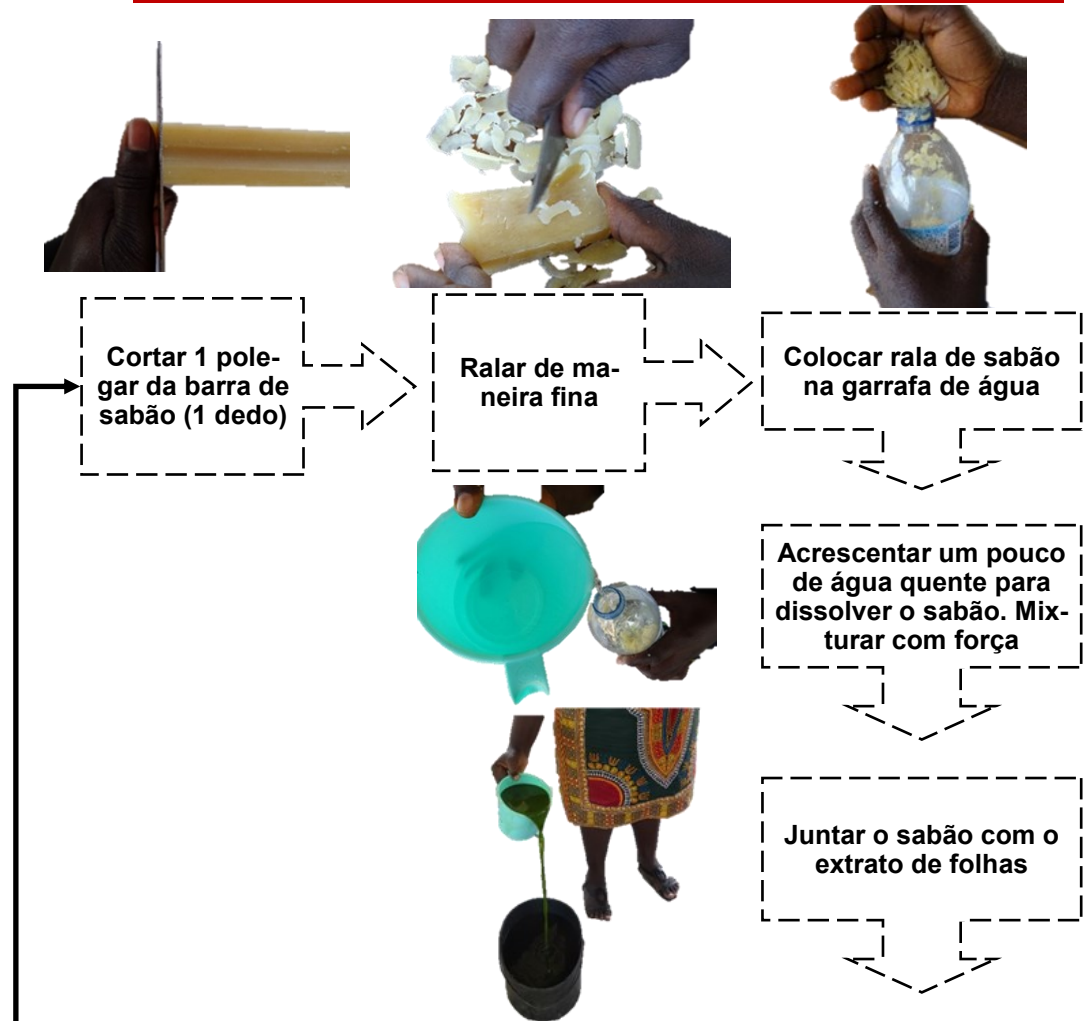 Cortar 1 pole-
gar da barra de
sabão (1 dedo)
Ralar de ma-
neira fina
Colocar rala de sabão
na garrafa de água
Acrescentar um pouco
de água quente para
dissolver o sabão. Mix-
turar com força
Juntar o sabão com o
extrato de folhas